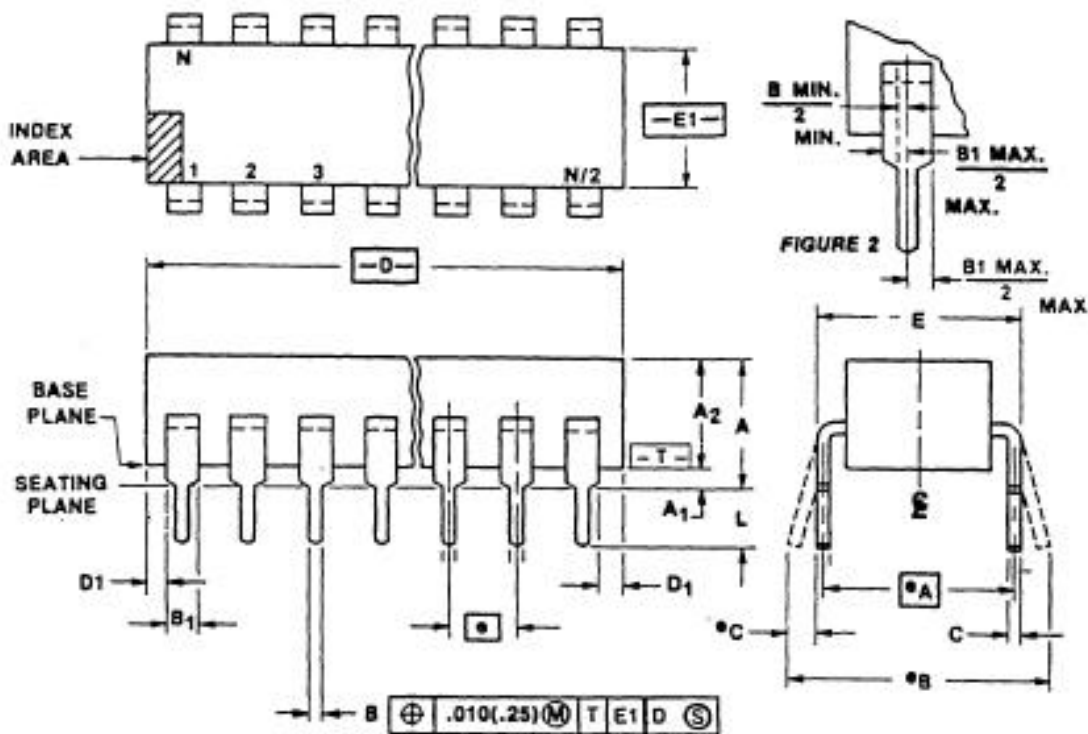 N
INDEX
AREA
1 2 3 N/2
-E1-
B MIN.
2
MIN.
B1 MAX.
2
MAX.
FIGURE 2
B1 MAX.
2
MAX
-D-
E
BASE
PLANE
SEATING
PLANE
A2
A
-T-
A1
L
D1
B1
D1
●
●A
●C
C
●B
B ⌖ .010(.25)Ⓜ T E1 D Ⓢ
℄